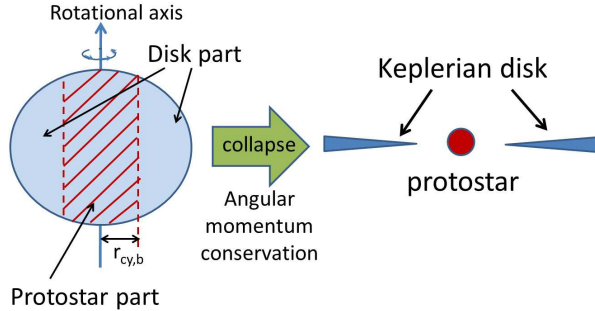 Rotational axis
Disk part
Protostar part
r_cy,b
collapse
Angular
momentum
conservation
Keplerian disk
protostar